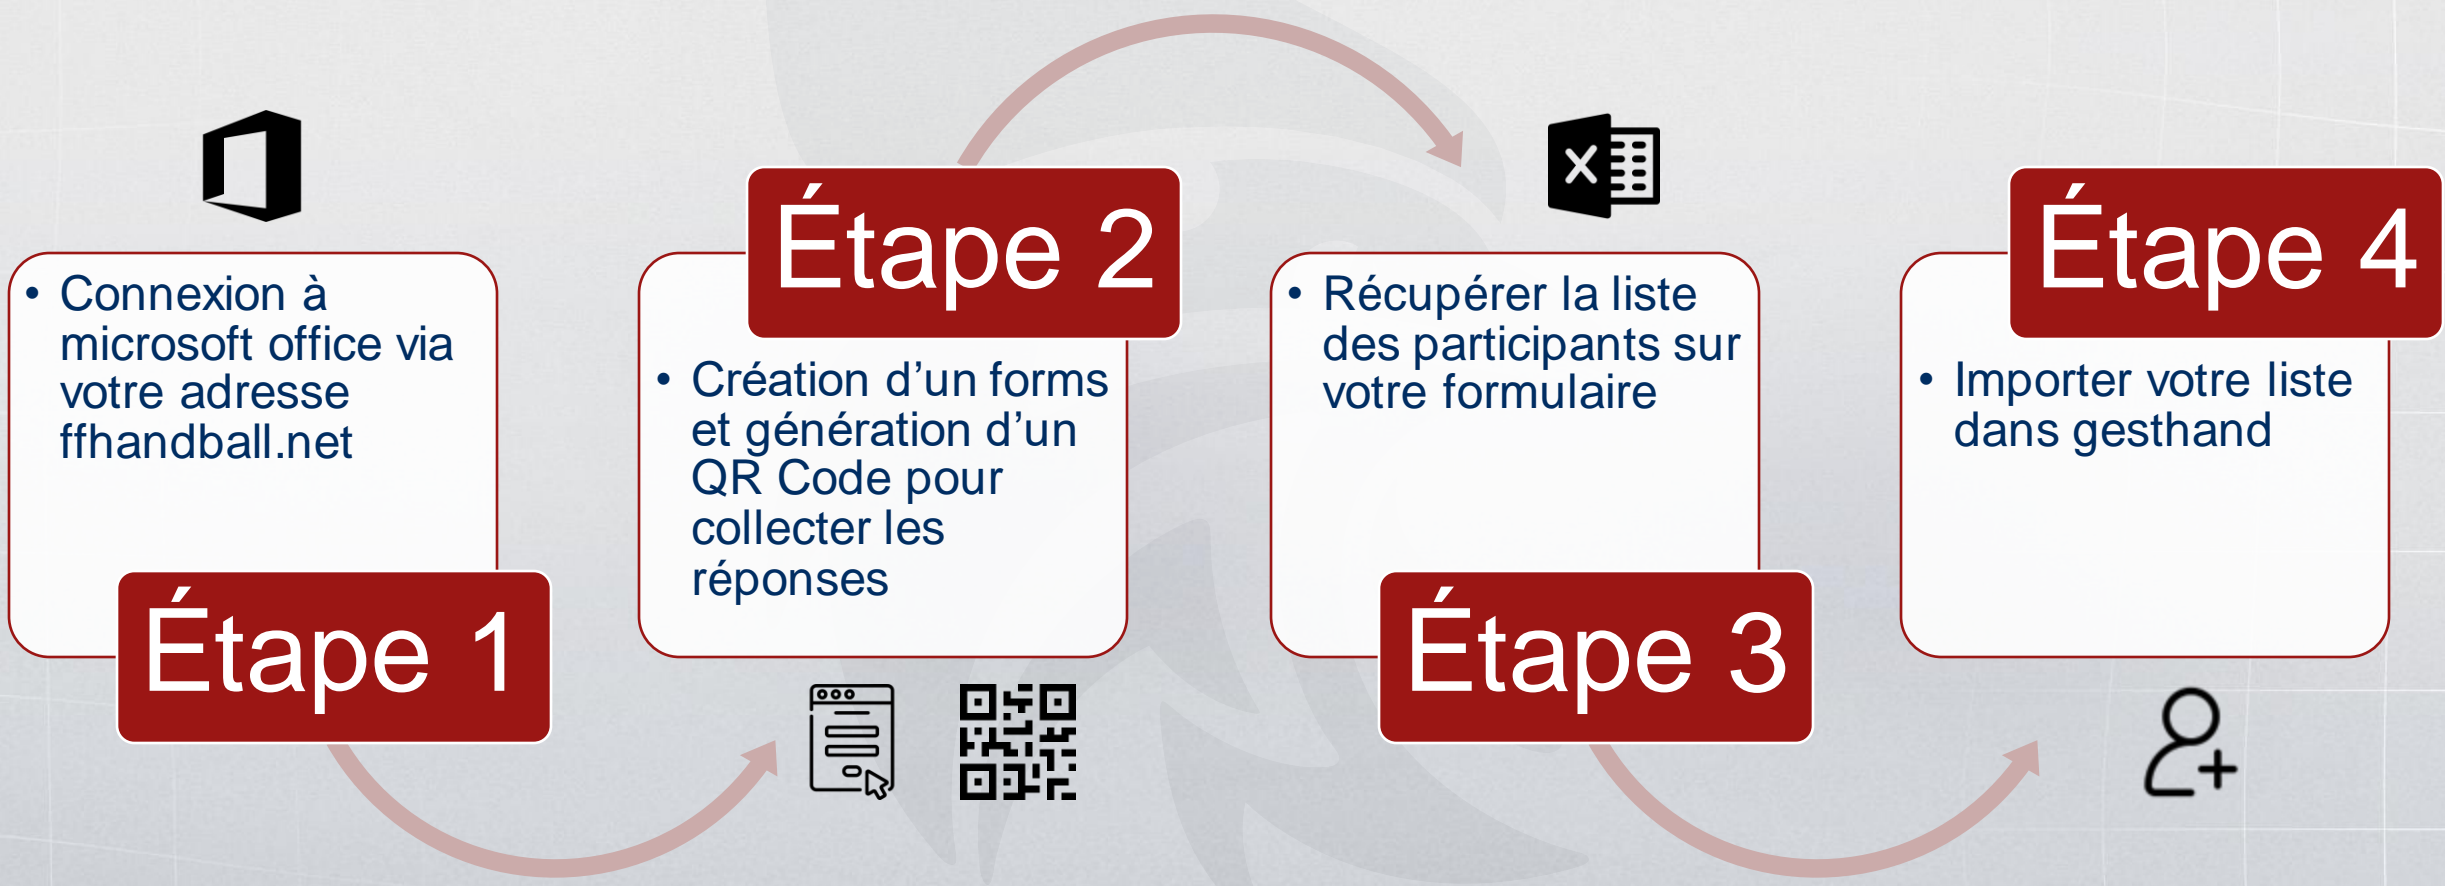 • Connexion à
microsoft office via
votre adresse
ffhandball.net
Étape 1
Étape 2
• Création d’un forms
et génération d’un
QR Code pour
collecter les
réponses
• Récupérer la liste
des participants sur
votre formulaire
Étape 3
Étape 4
• Importer votre liste
dans gesthand